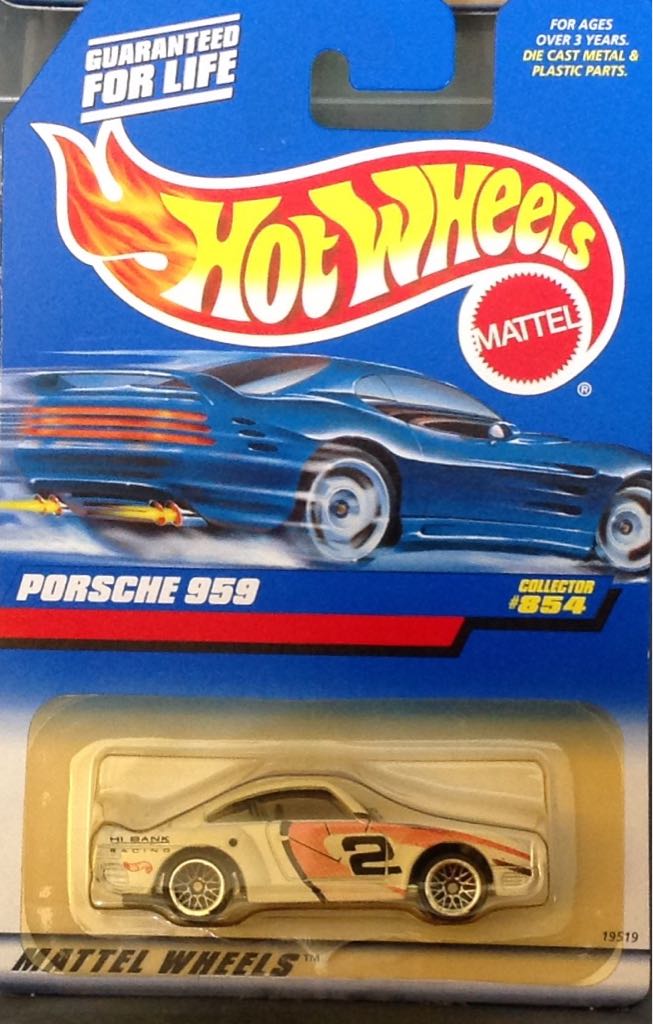 GUARANTEED
FOR LIFE
FOR AGES
OVER 3 YEARS.
DIE CAST METAL &
PLASTIC PARTS.
HOT WHEELS
MATTEL
®
PORSCHE 959
COLLECTOR
#854
HI BANK
RACING
2
19519
MATTEL WHEELS™